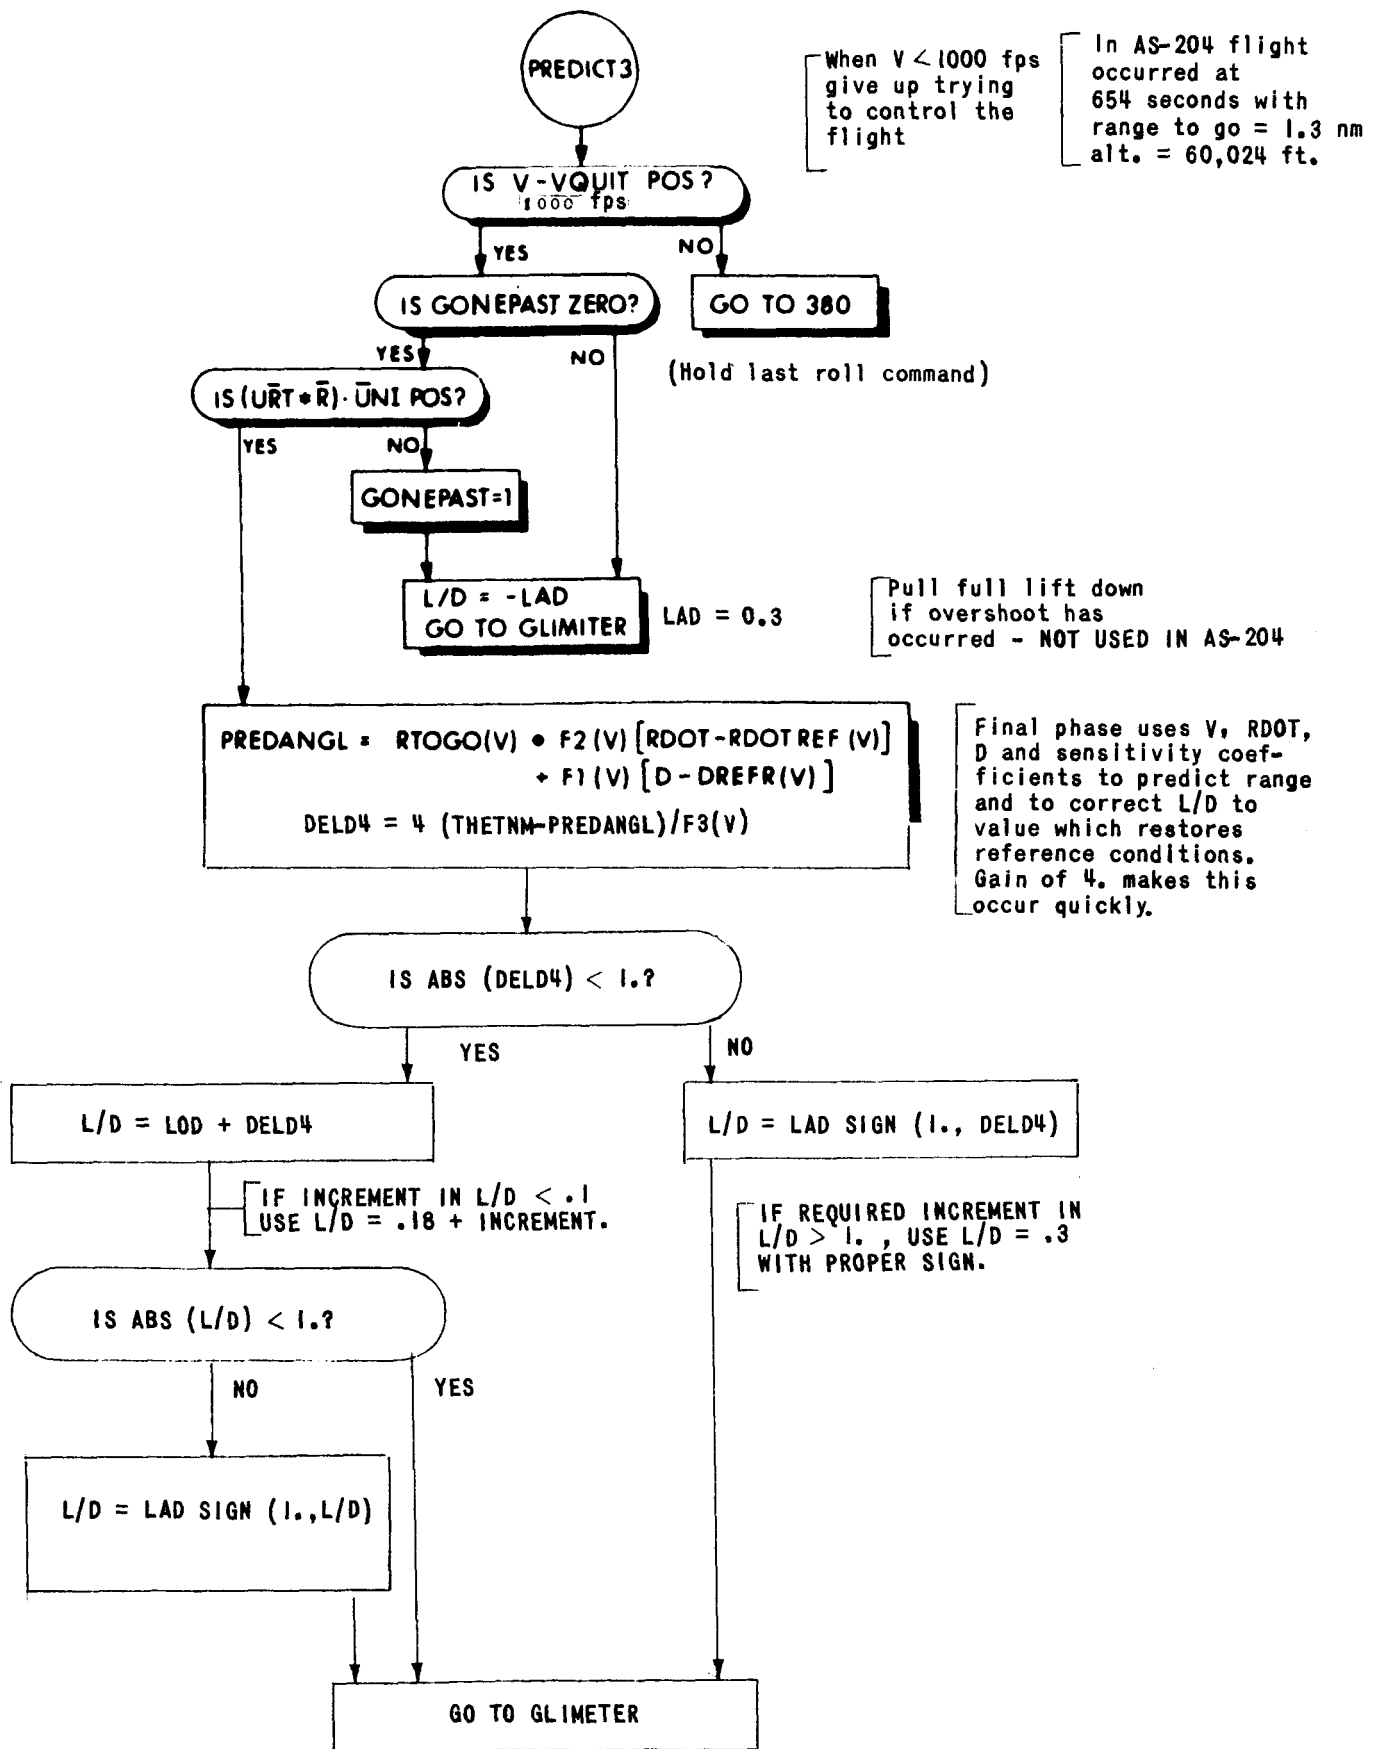 PREDICT3
When V < 1000 fps
give up trying
to control the
flight
In AS-204 flight
occurred at
654 seconds with
range to go = 1.3 nm
alt. = 60,024 ft.
IS V-VQUIT POS?
1000 fps
YES
NO
IS GONEPAST ZERO?
GO TO 380
YES
NO
(Hold last roll command)
IS (UR̄T * R̄) · ŪNI POS?
YES
NO
GONEPAST=1
L/D = -LAD
GO TO GLIMITER
LAD = 0.3
Pull full lift down
if overshoot has
occurred - NOT USED IN AS-204
PREDANGL = RTOGO(V) + F2(V) [RDOT-RDOTREF(V)]
+ F1(V) [D-DREFR(V)]
DELD4 = 4 (THETNM-PREDANGL)/F3(V)
Final phase uses V, RDOT,
D and sensitivity coef-
ficients to predict range
and to correct L/D to
value which restores
reference conditions.
Gain of 4. makes this
occur quickly.
IS ABS (DELD4) < 1.?
YES
NO
L/D = LOD + DELD4
L/D = LAD SIGN (1., DELD4)
IF INCREMENT IN L/D < .1
USE L/D = .18 + INCREMENT.
IF REQUIRED INCREMENT IN
L/D > 1. , USE L/D = .3
WITH PROPER SIGN.
IS ABS (L/D) < 1.?
NO
YES
L/D = LAD SIGN (1.,L/D)
GO TO GLIMETER